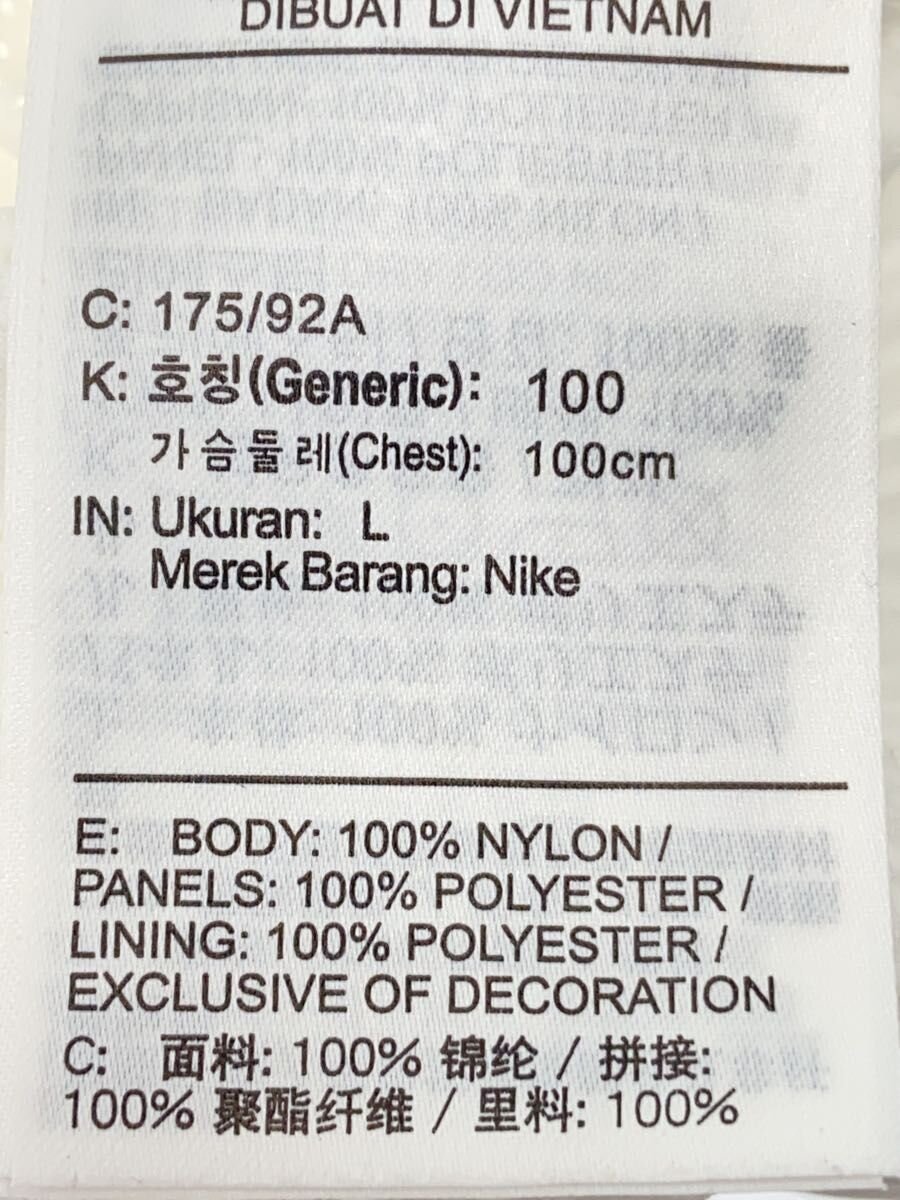 DIBUAT DI VIETNAM
C: 175/92A
K: 호칭(Generic): 100
가슴둘레(Chest): 100cm
IN: Ukuran: L
Merek Barang: Nike
E: BODY: 100% NYLON /
PANELS: 100% POLYESTER /
LINING: 100% POLYESTER /
EXCLUSIVE OF DECORATION
C: 面料: 100% 锦纶 / 拼接:
100% 聚酯纤维 / 里料: 100%